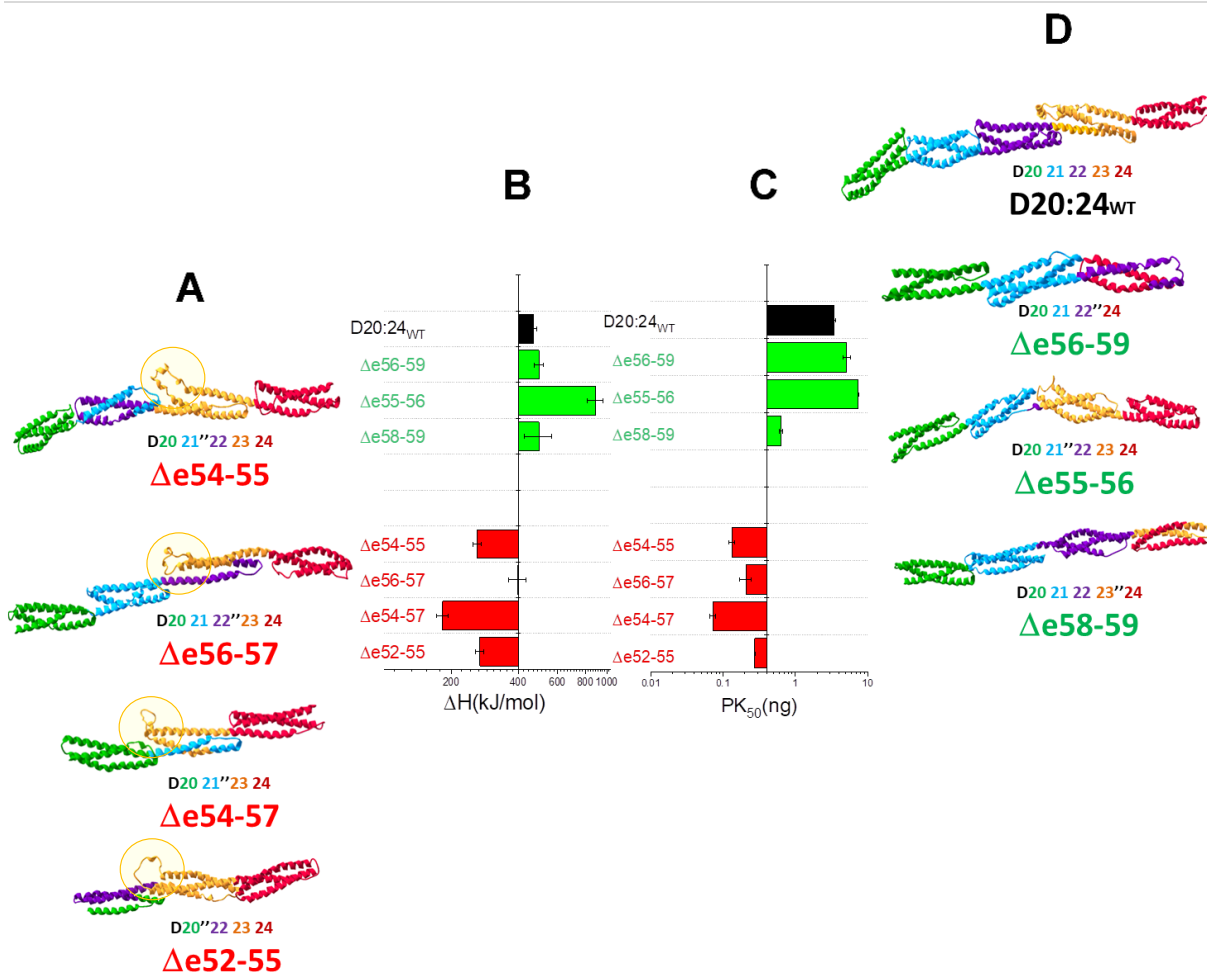 A
D20 21’’22 23 24
Δe54-55
D20 21 22’’23 24
Δe56-57
D20 21’’23 24
Δe54-57
D20’’22 23 24
Δe52-55
B
D20:24WT
Δe56-59
Δe55-56
Δe58-59
Δe54-55
Δe56-57
Δe54-57
Δe52-55
200 400 600 800 1000
ΔH(kJ/mol)
C
D20:24WT
Δe56-59
Δe55-56
Δe58-59
Δe54-55
Δe56-57
Δe54-57
Δe52-55
0.01 0.1 1 10
PK50(ng)
D
D20 21 22 23 24
D20:24WT
D20 21 22’’24
Δe56-59
D20 21’’22 23 24
Δe55-56
D20 21 22 23’’24
Δe58-59